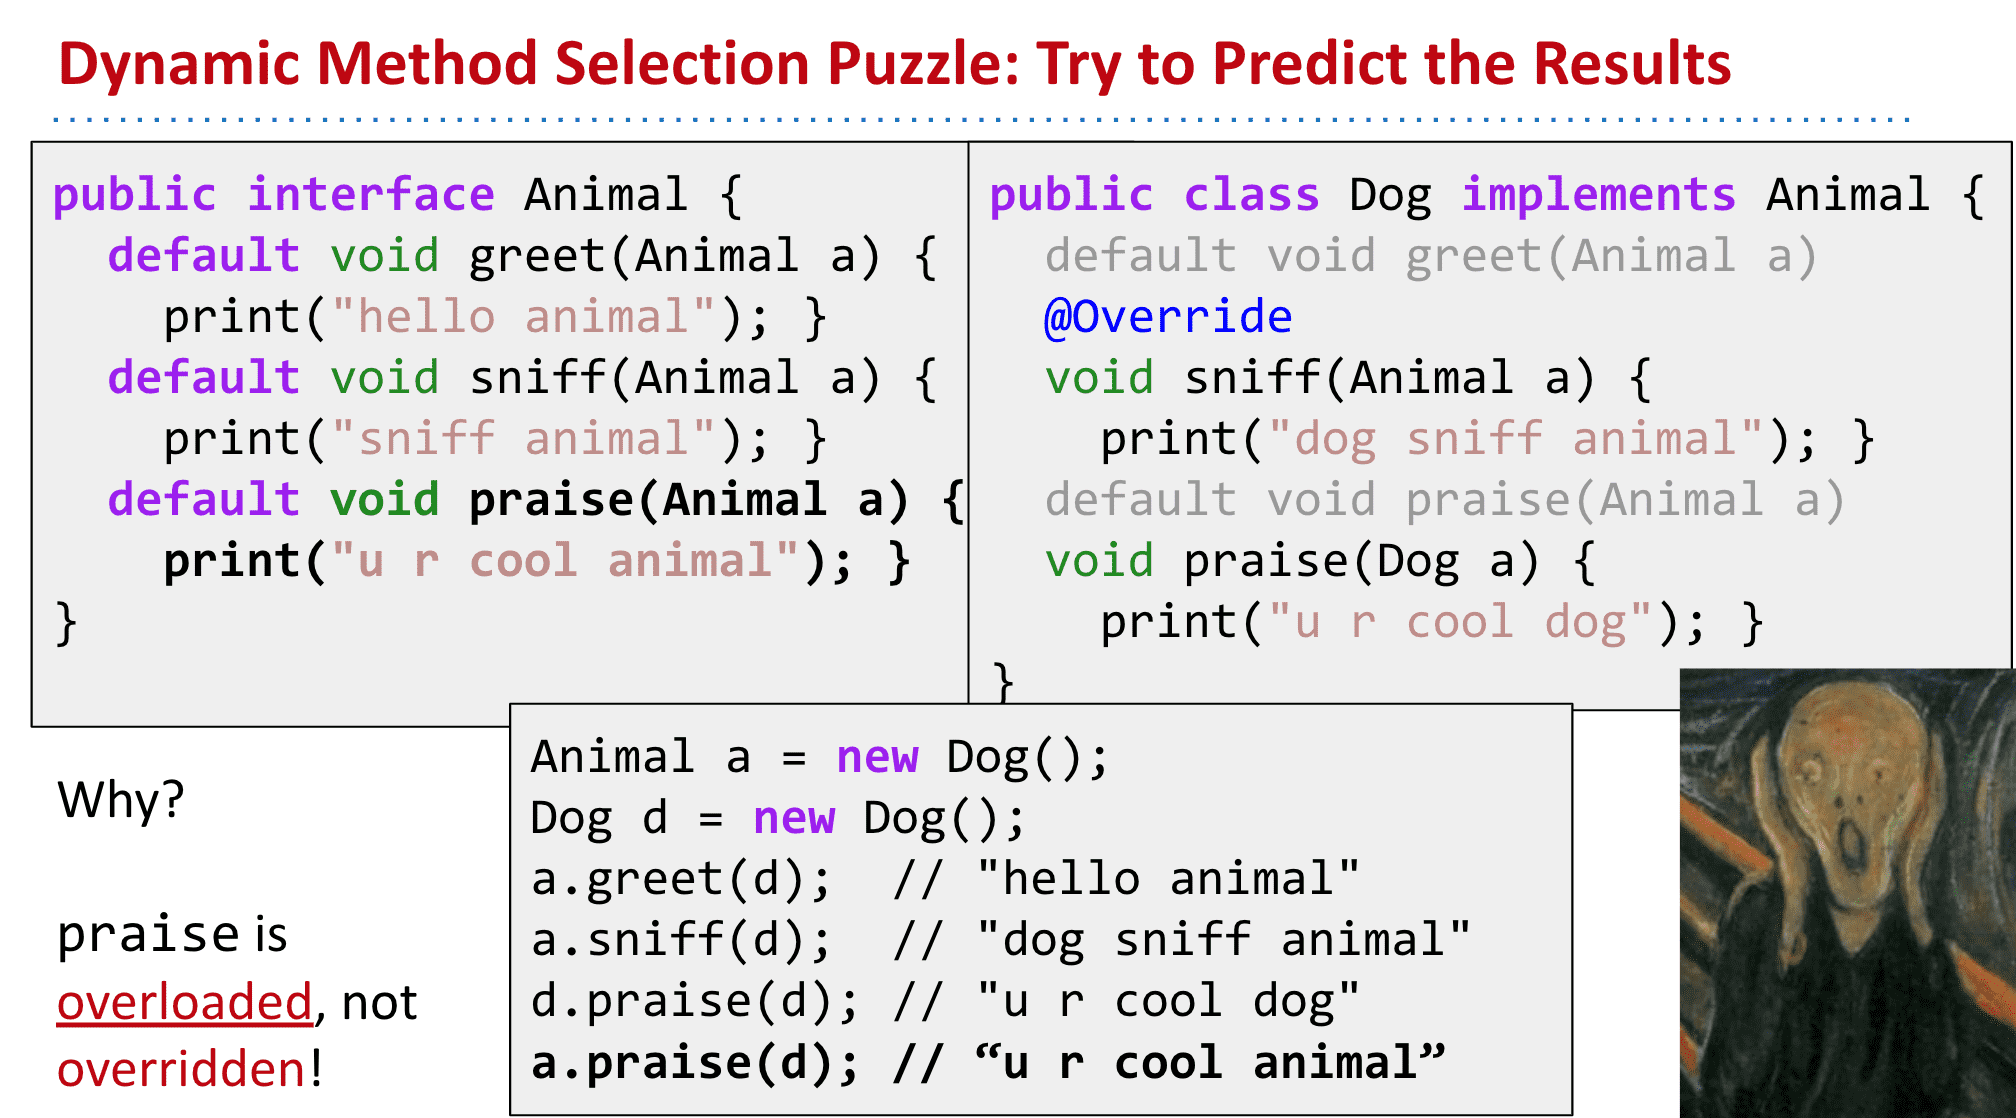 Dynamic Method Selection Puzzle: Try to Predict the Results
public interface Animal {
  default void greet(Animal a) {
    print("hello animal"); }
  default void sniff(Animal a) {
    print("sniff animal"); }
  default void praise(Animal a) {
    print("u r cool animal"); }
}
public class Dog implements Animal {
  default void greet(Animal a)
  @Override
  void sniff(Animal a) {
    print("dog sniff animal"); }
  default void praise(Animal a)
  void praise(Dog a) {
    print("u r cool dog"); }
}
Why?
praise is
overloaded, not
overridden!
Animal a = new Dog();
Dog d = new Dog();
a.greet(d);  // "hello animal"
a.sniff(d);  // "dog sniff animal"
d.praise(d); // "u r cool dog"
a.praise(d); // “u r cool animal”